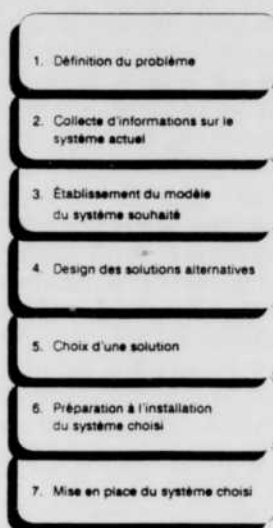 1. Définition du problème
2. Collecte d'informations sur le
système actuel
3. Établissement du modèle
du système souhaité
4. Design des solutions alternatives
5. Choix d'une solution
6. Préparation à l'installation
du système choisi
7. Mise en place du système choisi